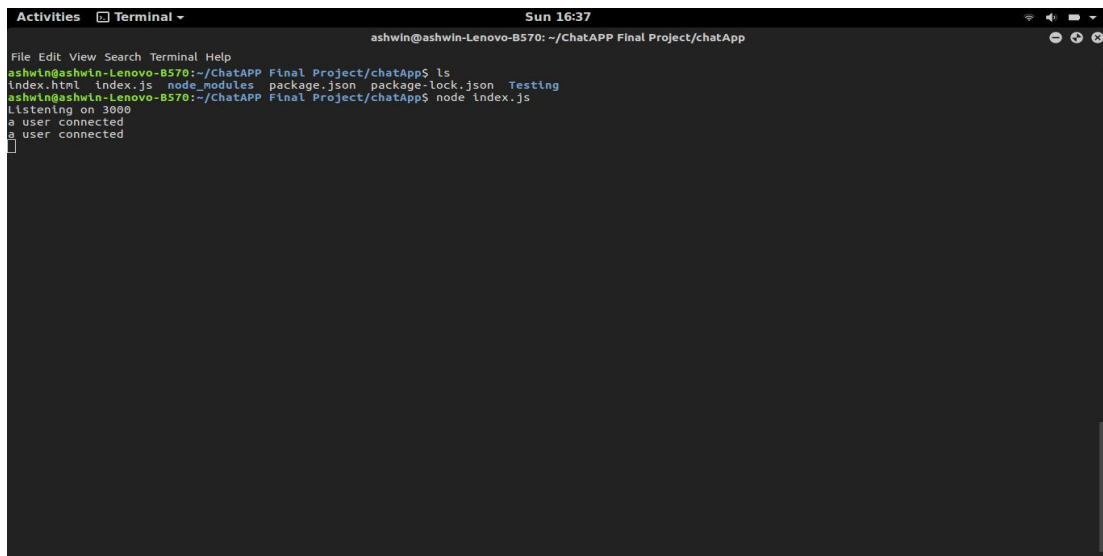 Activities Terminal Sun 16:37
ashwin@ashwin-Lenovo-B570: ~/ChatAPP Final Project/chatApp
File Edit View Search Terminal Help
ashwin@ashwin-Lenovo-B570:~/ChatAPP Final Project/chatApp$ ls
index.html index.js node_modules package.json package-lock.json Testing
ashwin@ashwin-Lenovo-B570:~/ChatAPP Final Project/chatApp$ node index.js
Listening on 3000
a user connected
a user connected